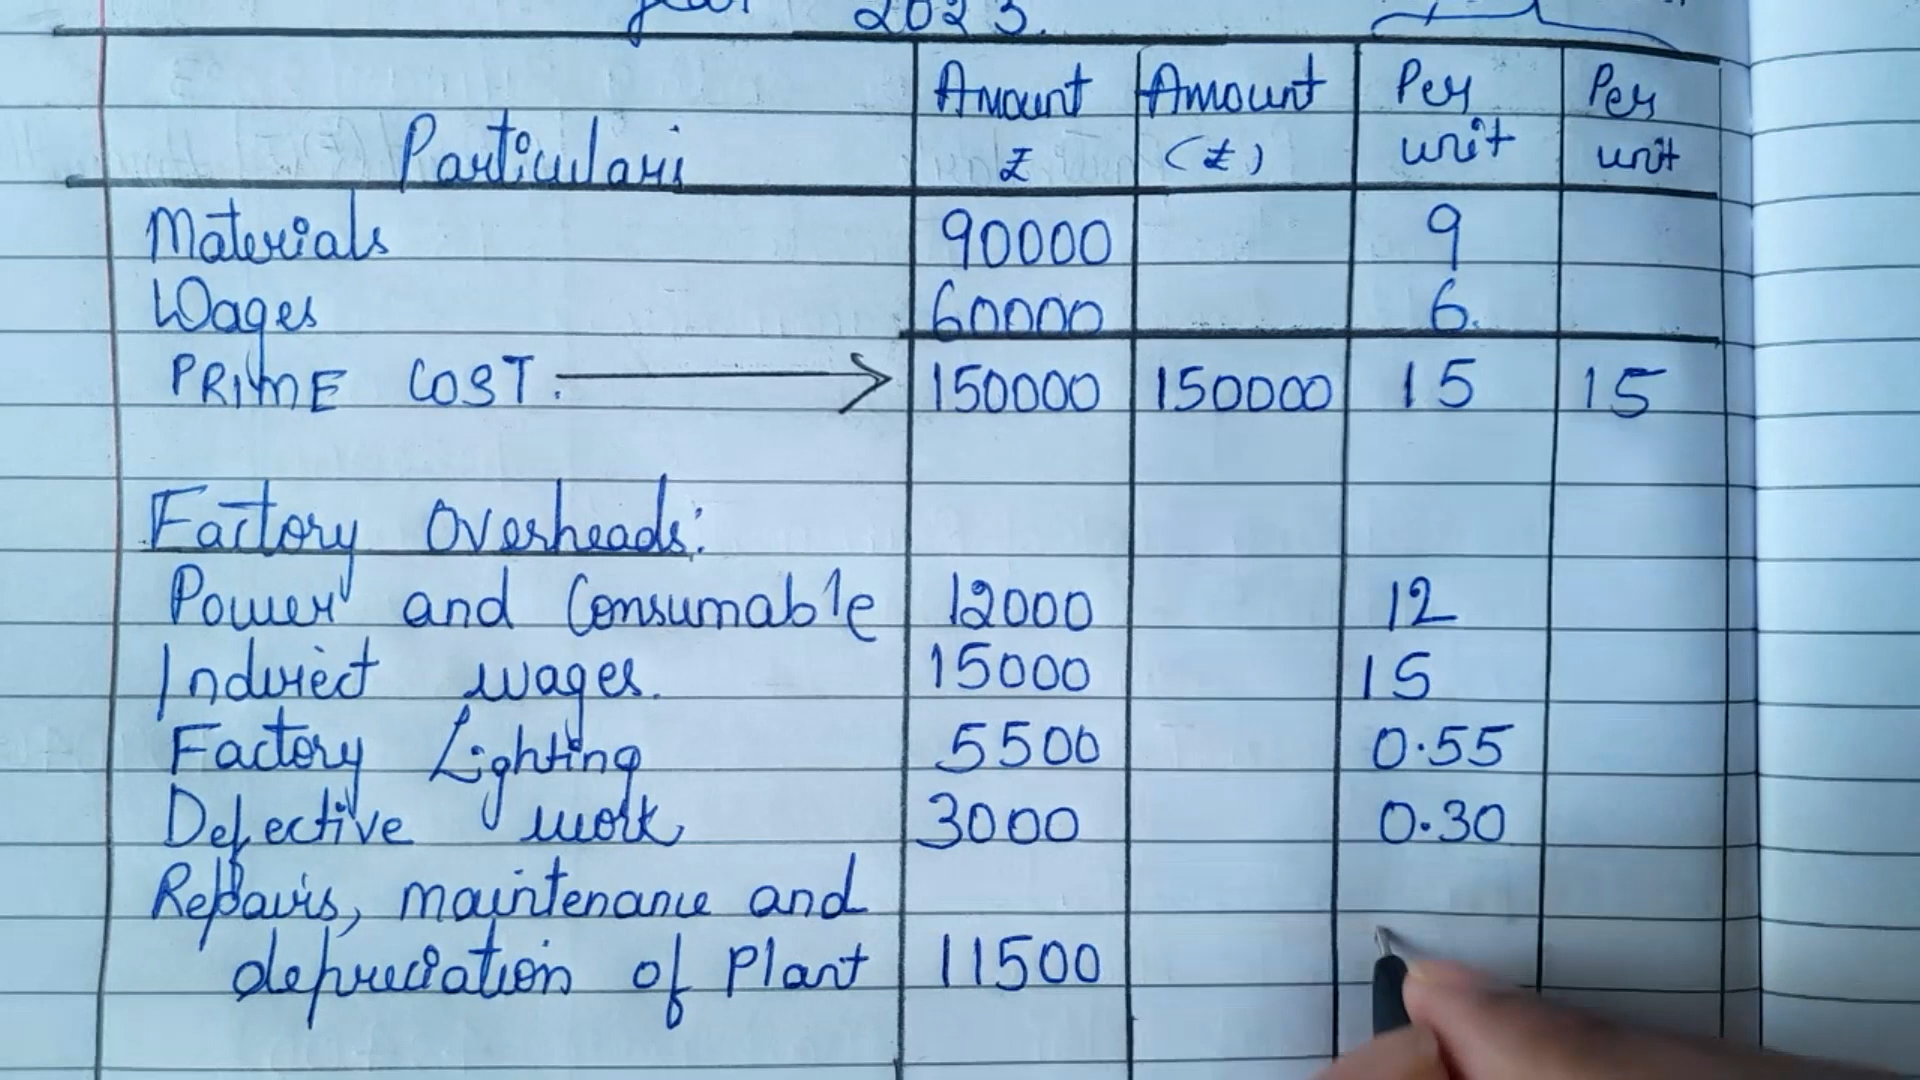 year 2023.
Particulars Amount ₹ Amount (₹) Per unit Per unit
Materials 90000 9
Wages 60000 6.
PRIME COST. 150000 150000 15 15
Factory Overheads:
Power and Consumable 12000 12
Indirect wages. 15000 15
Factory Lighting 5500 0.55
Defective work 3000 0.30
Repairs, maintenance and
depreciation of Plant 11500